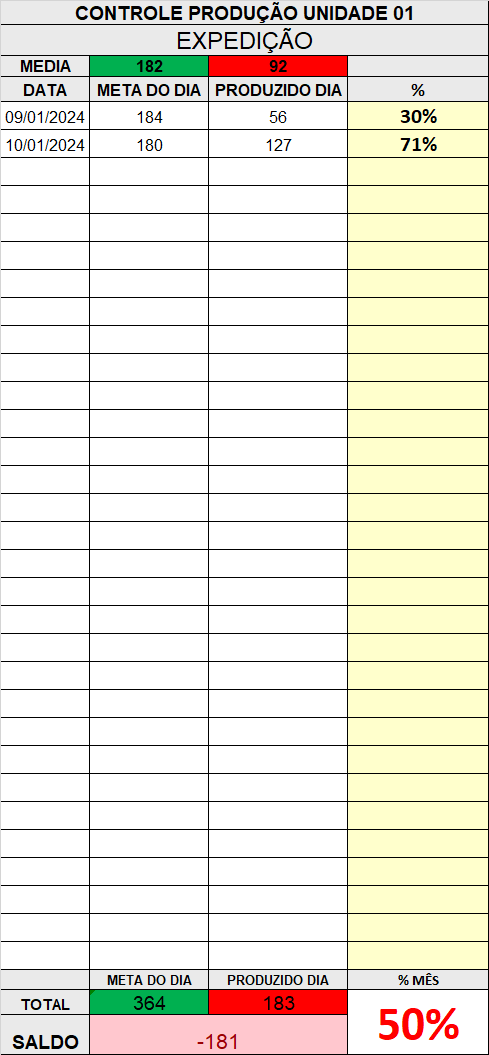 CONTROLE PRODUÇÃO UNIDADE 01
EXPEDIÇÃO
MEDIA 182 92
DATA META DO DIA PRODUZIDO DIA %
09/01/2024 184 56 30%
10/01/2024 180 127 71%
META DO DIA PRODUZIDO DIA % MÊS
TOTAL 364 183 50%
SALDO -181